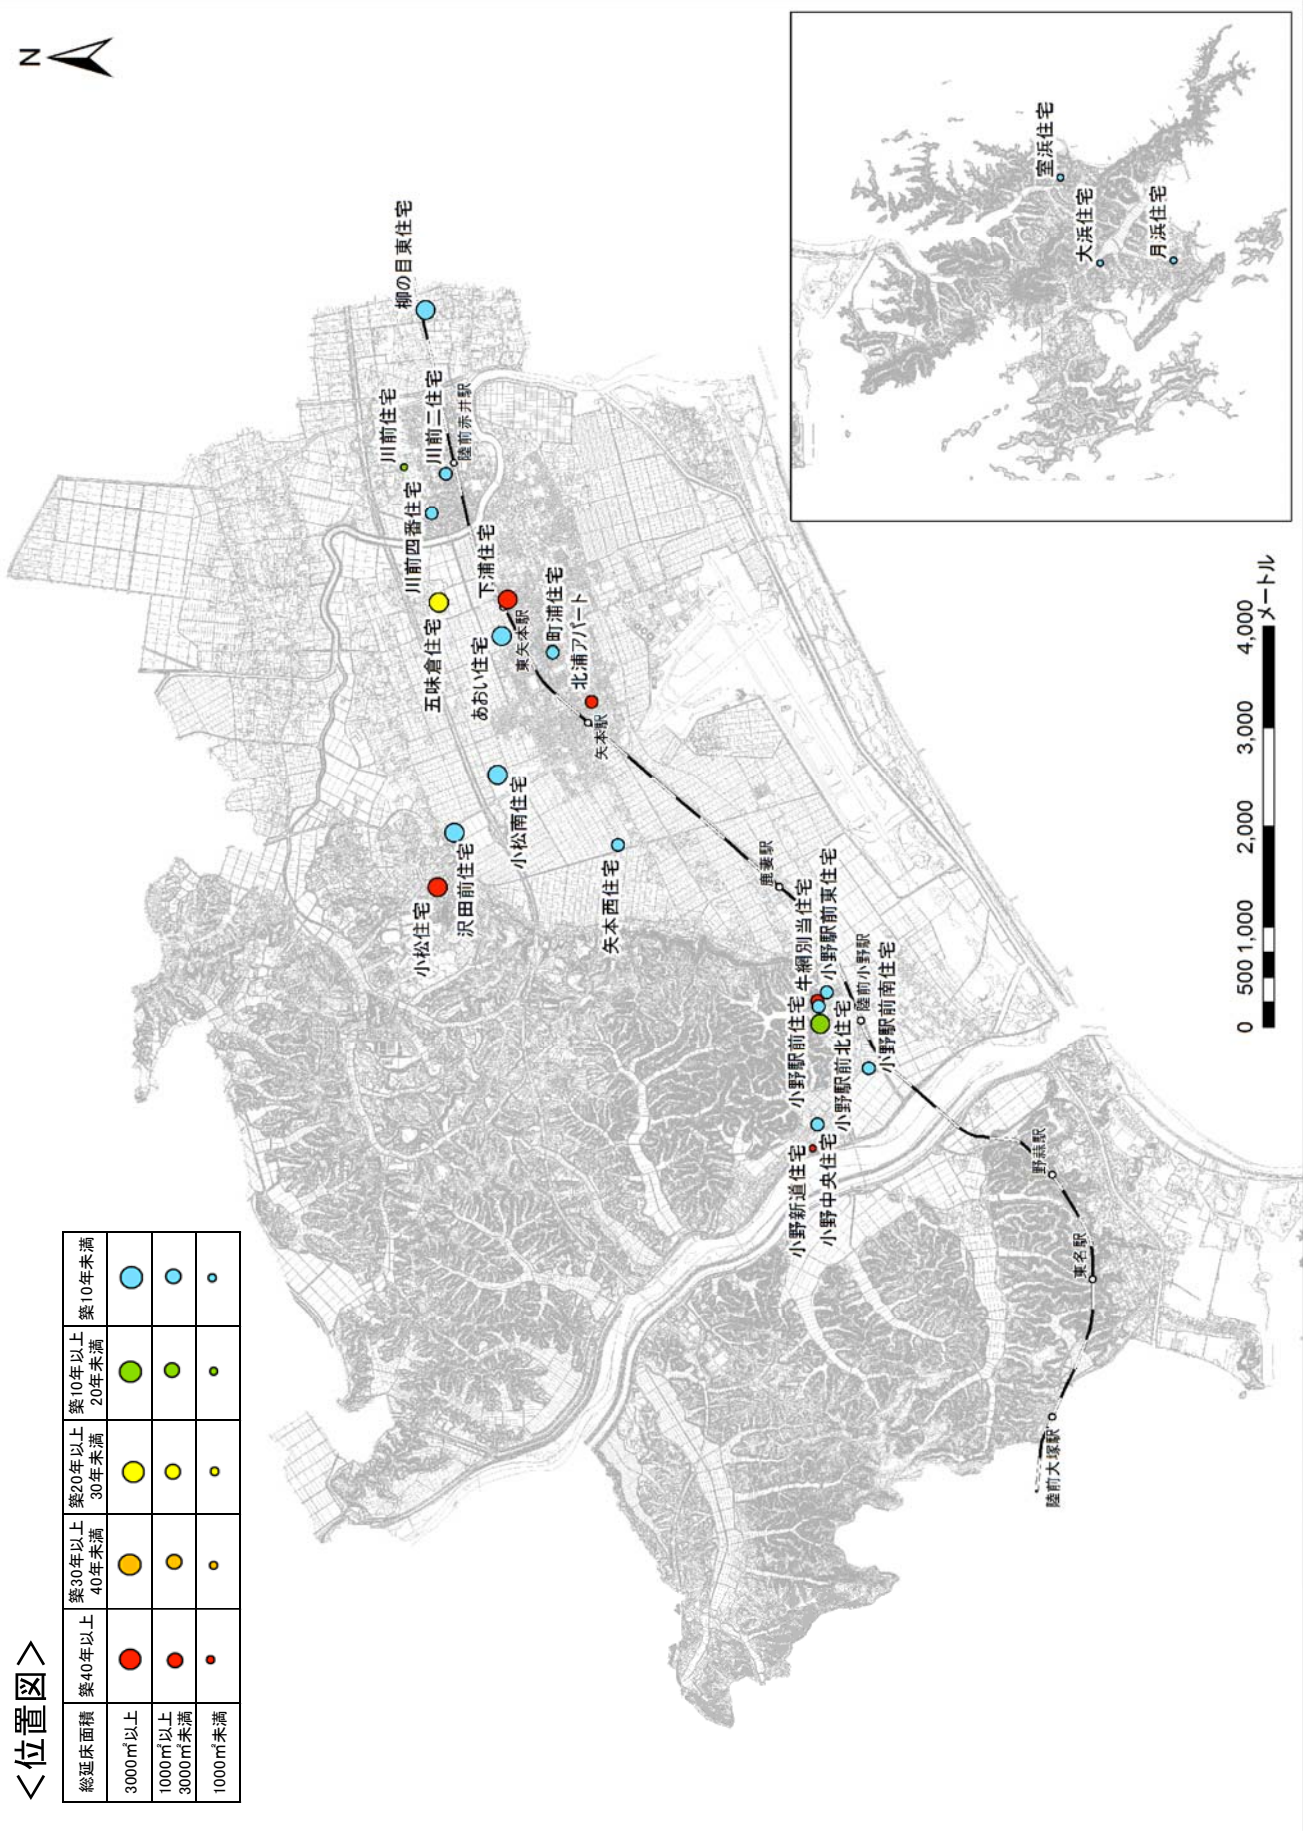 <位置図>
総延床面積 築40年以上 築30年以上 40年未満 築20年以上 30年未満 築10年以上 20年未満 築10年未満
3000㎡以上
1000㎡以上 3000㎡未満
1000㎡未満
N
柳の目東住宅
川前住宅
川前二住宅
陸前赤井駅
川前四番住宅
下浦住宅
五味倉住宅
あおい住宅
東矢本駅
町浦住宅
北浦アパート
矢本駅
小松南住宅
沢田前住宅
小松住宅
矢本西住宅
鹿妻駅
牛網別当住宅
小野駅前東住宅
小野駅前住宅
小野駅前北住宅
陸前小野駅
小野駅前南住宅
小野新道住宅
小野中央住宅
野蒜駅
東名駅
陸前大塚駅
室浜住宅
大浜住宅
月浜住宅
0 500 1,000 2,000 3,000 4,000
メートル